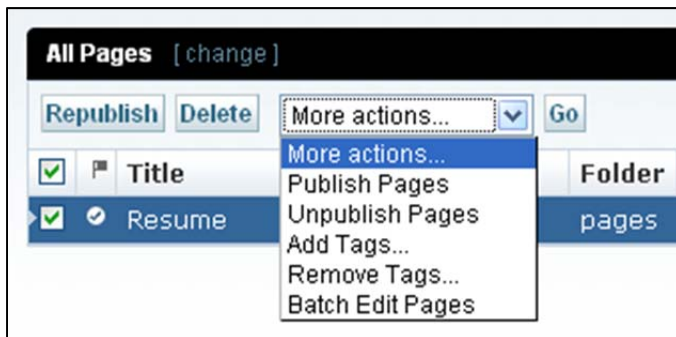 All Pages [change]
Republish Delete More actions... Go
More actions...
Title Folder
Publish Pages
Unpublish Pages
Resume pages
Add Tags...
Remove Tags...
Batch Edit Pages